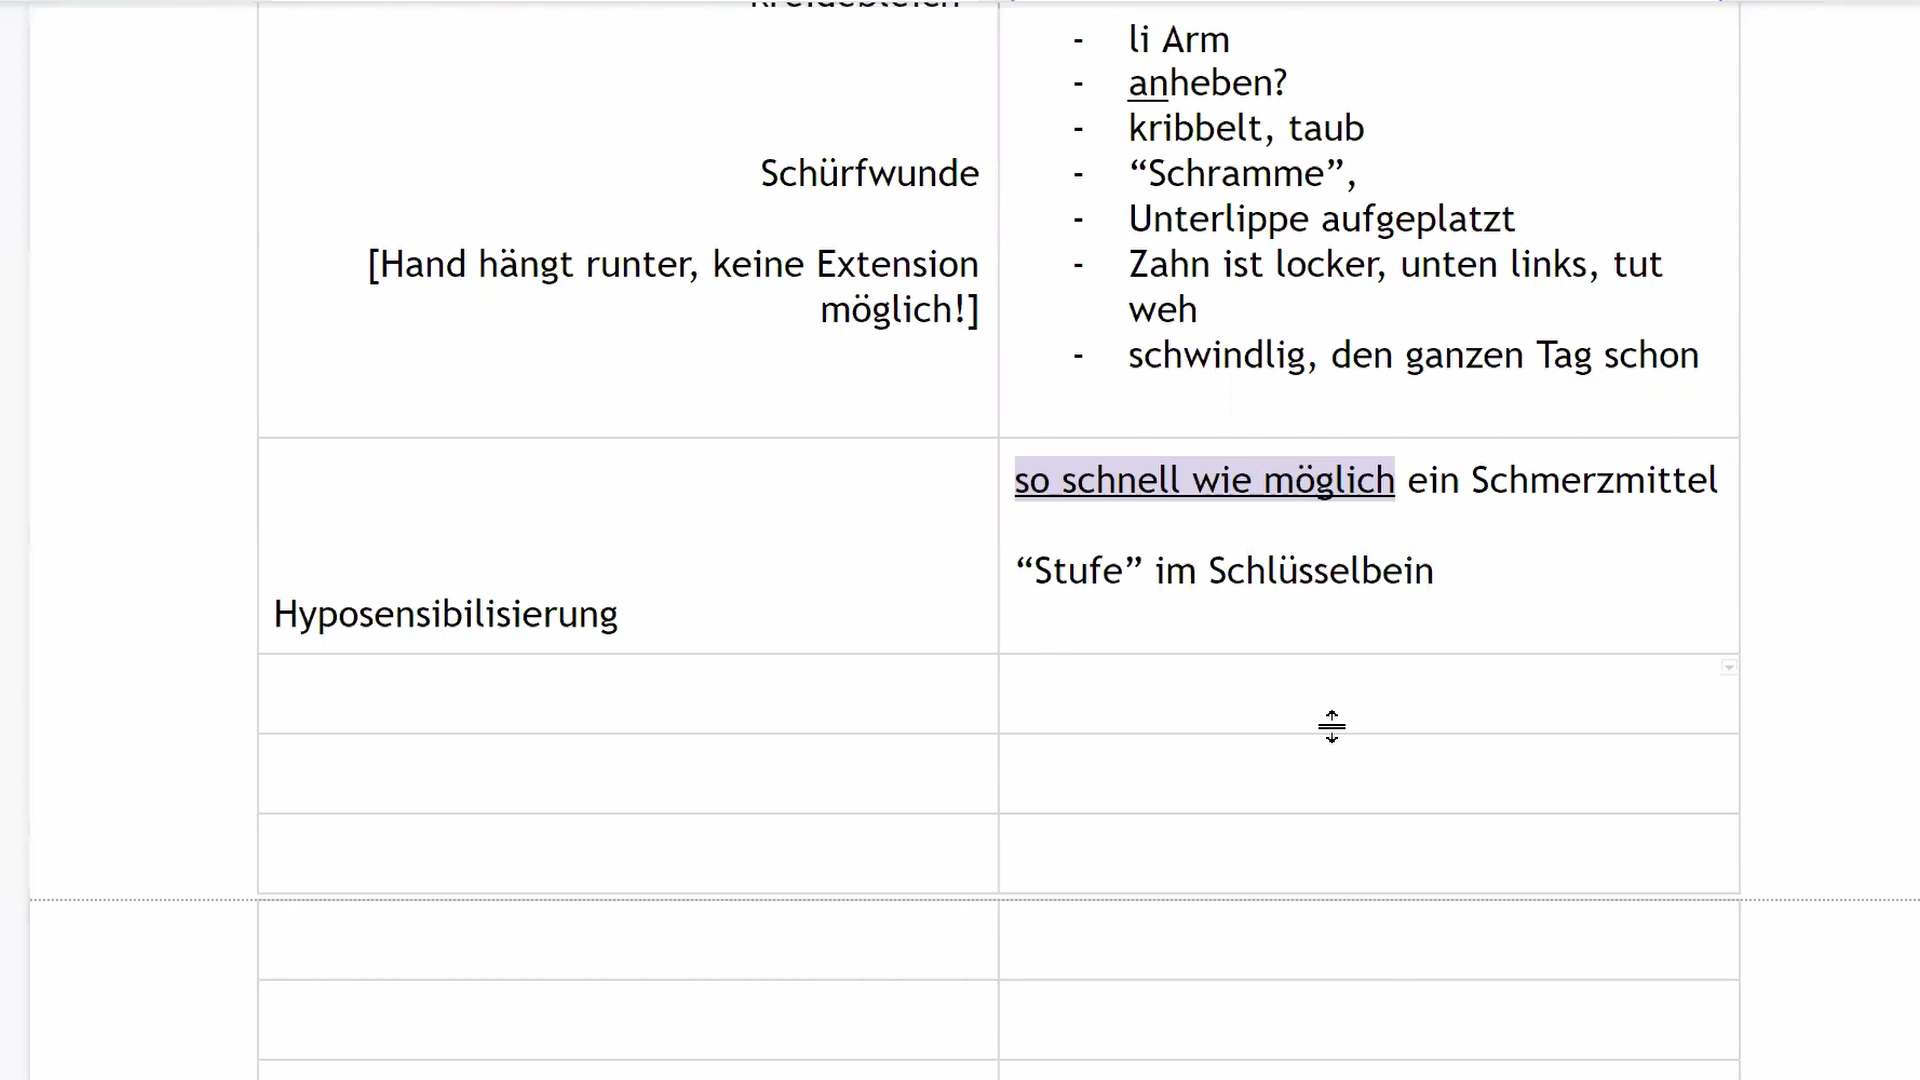 kreidebleich
- li Arm
- anheben?
- kribbelt, taub
Schürfwunde
- “Schramme”,
- Unterlippe aufgeplatzt
[Hand hängt runter, keine Extension
möglich!]
- Zahn ist locker, unten links, tut
weh
- schwindlig, den ganzen Tag schon
so schnell wie möglich ein Schmerzmittel
“Stufe” im Schlüsselbein
Hyposensibilisierung